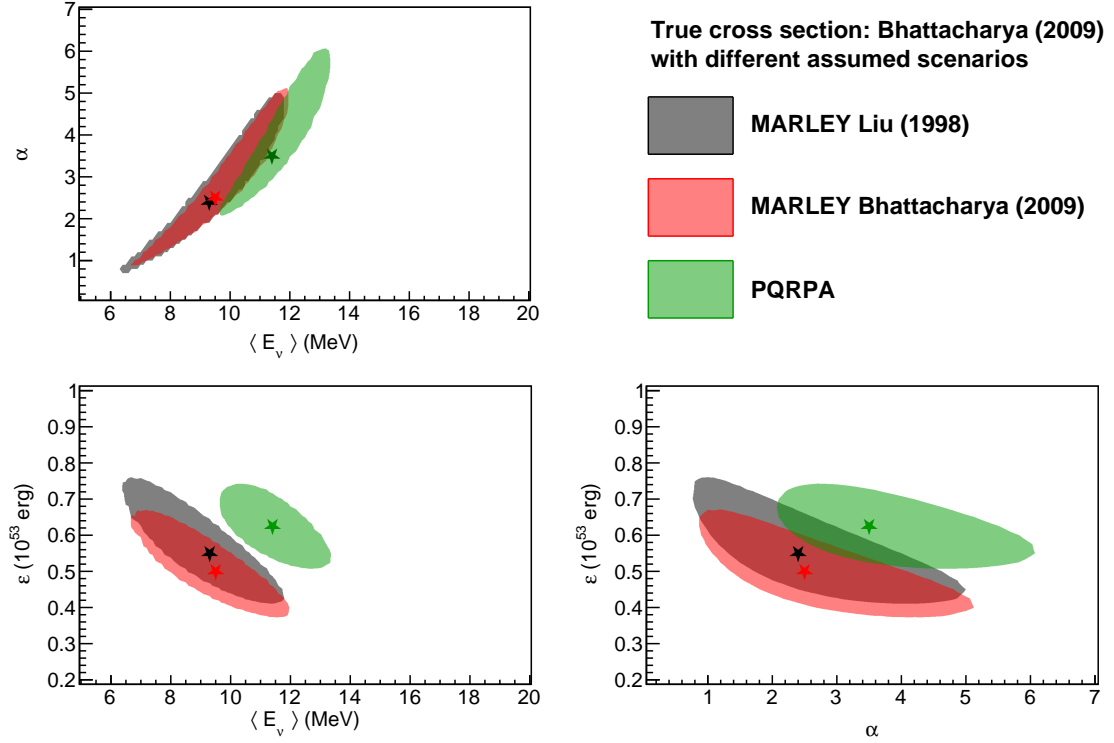 True cross section: Bhattacharya (2009)
with different assumed scenarios
MARLEY Liu (1998)
MARLEY Bhattacharya (2009)
PQRPA
7
6
5
4
3
2
1
α
6 8 10 12 14 16 18 20
⟨ E_ν ⟩ (MeV)
1
0.9
0.8
0.7
0.6
0.5
0.4
0.3
0.2
ε (10^53 erg)
6 8 10 12 14 16 18 20
⟨ E_ν ⟩ (MeV)
1
0.9
0.8
0.7
0.6
0.5
0.4
0.3
0.2
ε (10^53 erg)
1 2 3 4 5 6 7
α